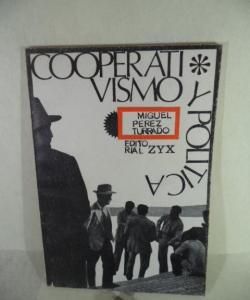 COOPERATI
VISMO
Y POLITICA
MIGUEL
PEREZ
TURRADO
EDITO
RIAL ZYX